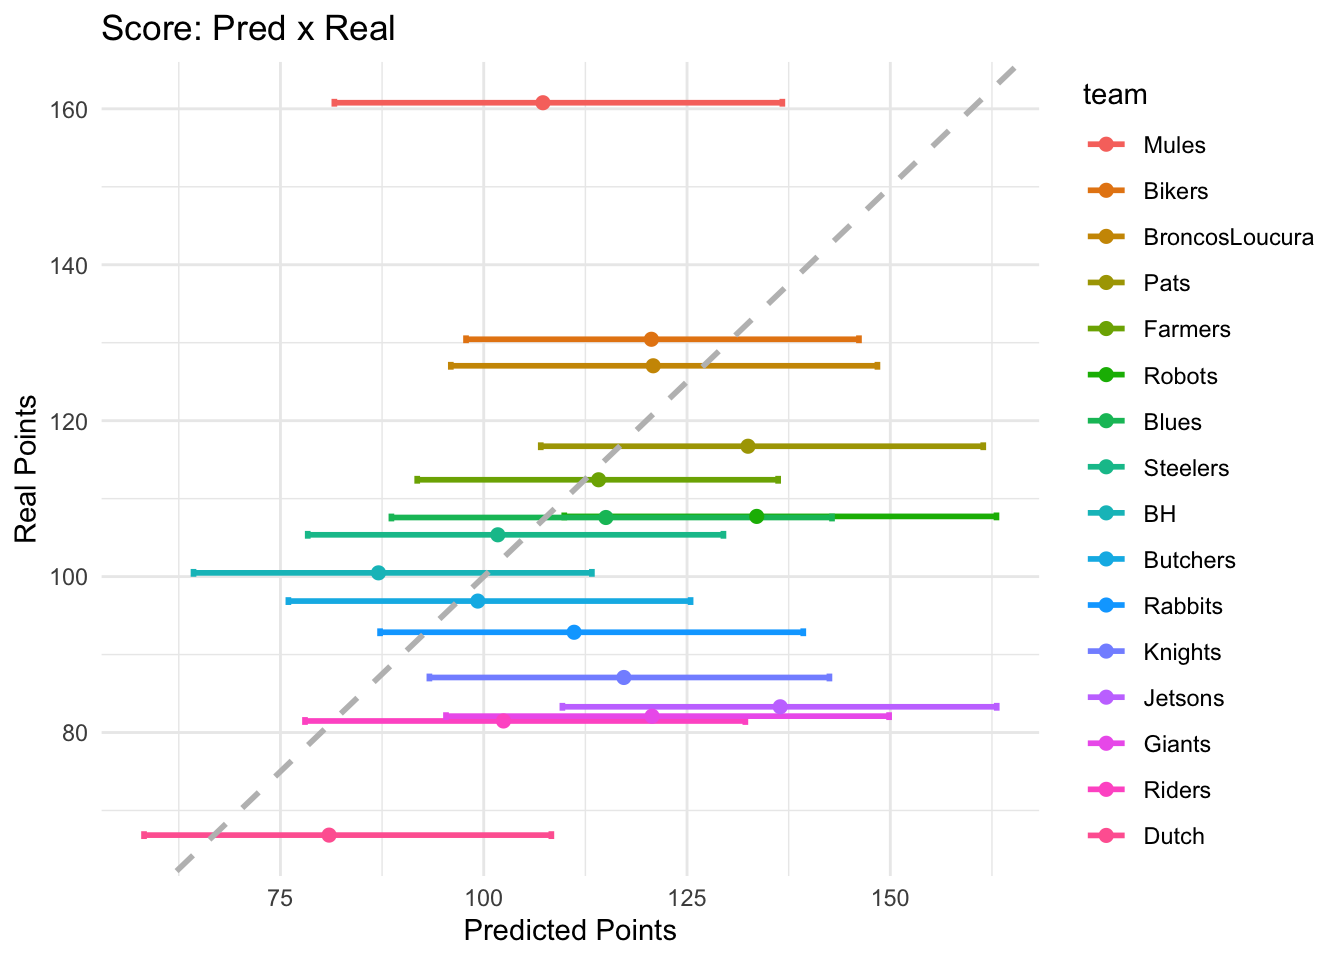 Score: Pred x Real
Real Points
160
140
120
100
80
75
100
125
150
Predicted Points
team
Mules
Bikers
BroncosLoucura
Pats
Farmers
Robots
Blues
Steelers
BH
Butchers
Rabbits
Knights
Jetsons
Giants
Riders
Dutch